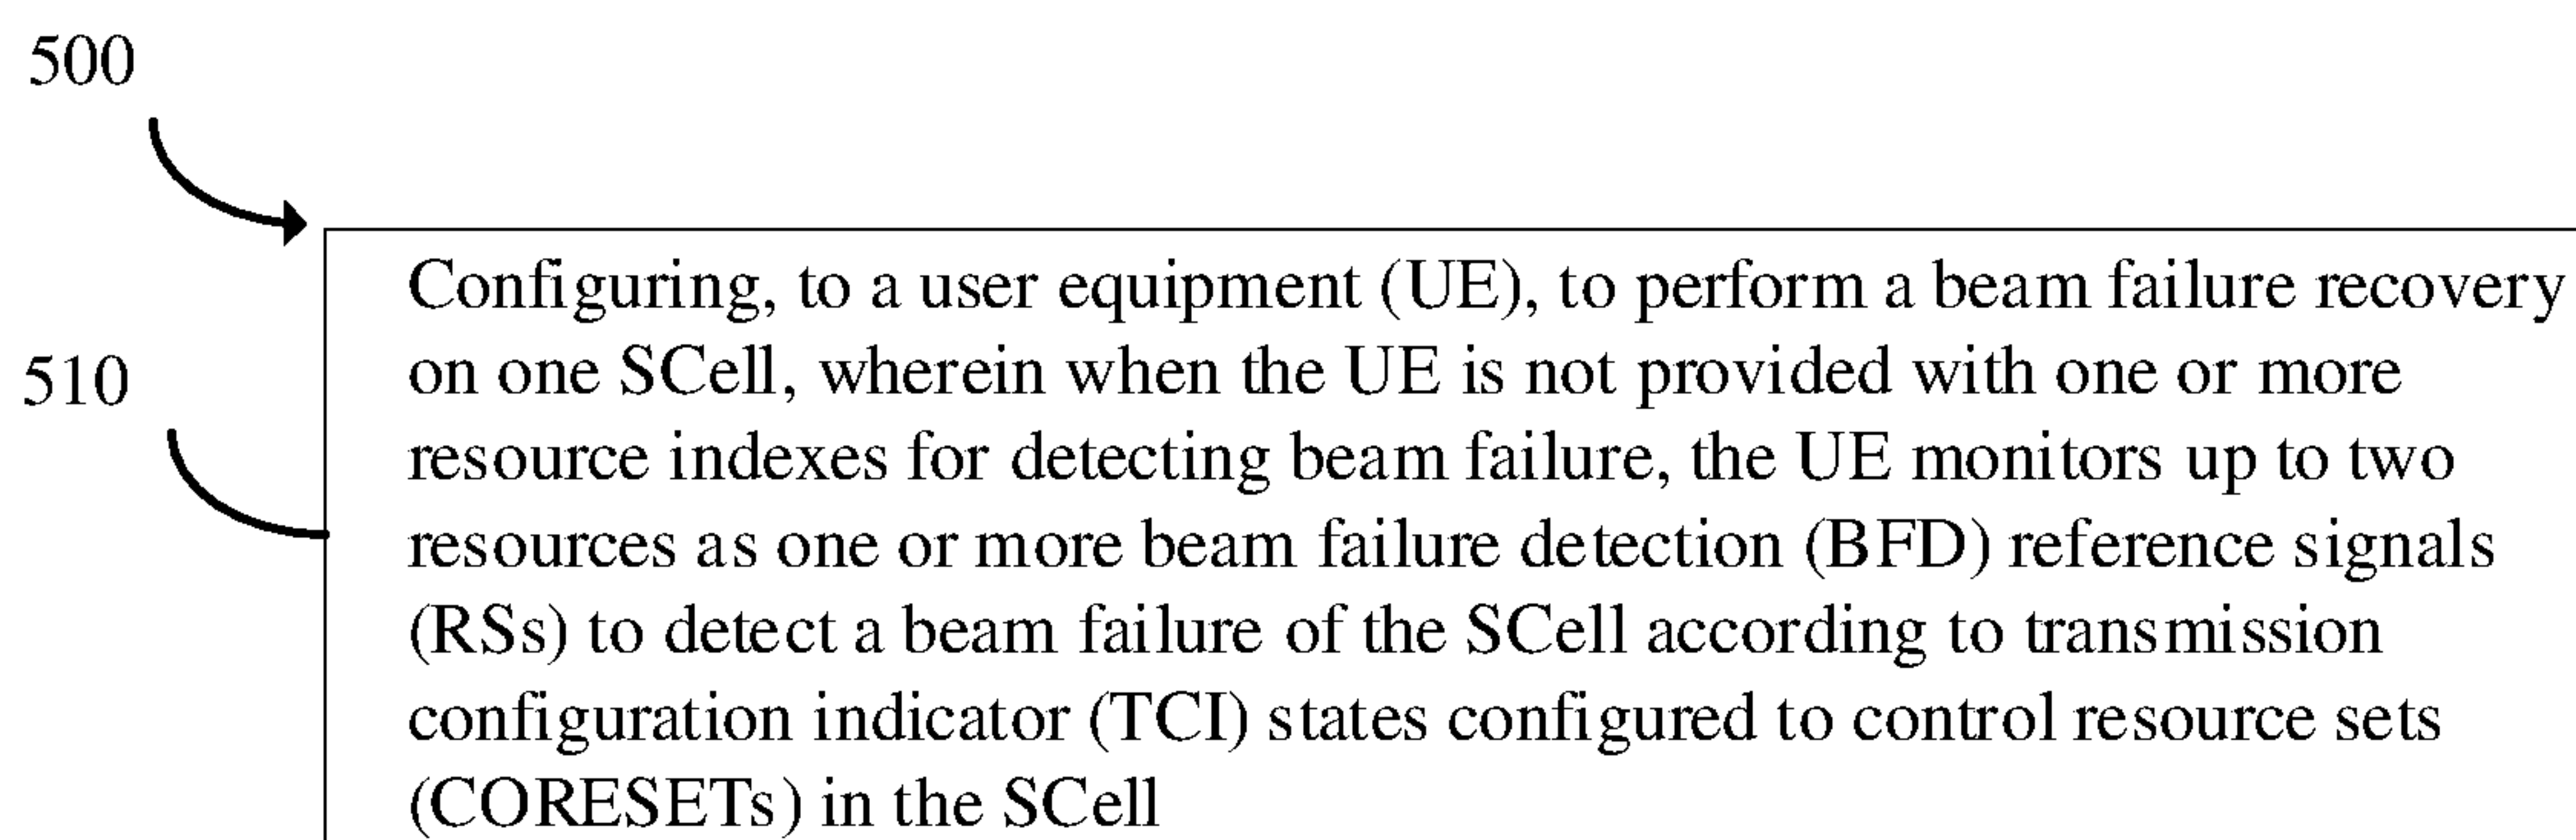 500
Configuring, to a user equipment (UE), to perform a beam failure recovery
on one SCell, wherein when the UE is not provided with one or more
510
resource indexes for detecting beam failure, the UE monitors up to two
resources as one or more beam failure detection (BFD) reference signals
(RSs) to detect a beam failure of the SCell according to transmission
configuration indicator (TCI) states configured to control resource sets
(CORESETs) in the SCell